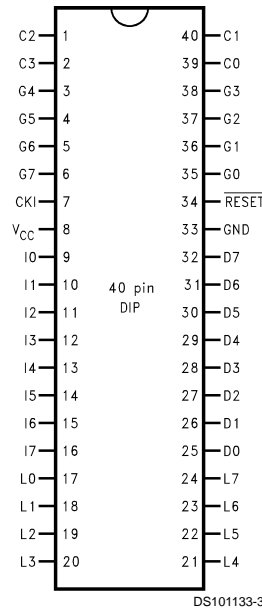 C2 1 40 C1
C3 2 39 C0
G4 3 38 G3
G5 4 37 G2
G6 5 36 G1
G7 6 35 G0
CKI 7 34 RESET
VCC 8 33 GND
I0 9 32 D7
I1 10 31 D6
I2 11 30 D5
I3 12 29 D4
I4 13 28 D3
I5 14 27 D2
I6 15 26 D1
I7 16 25 D0
L0 17 24 L7
L1 18 23 L6
L2 19 22 L5
L3 20 21 L4
40 pin
DIP
DS101133-3